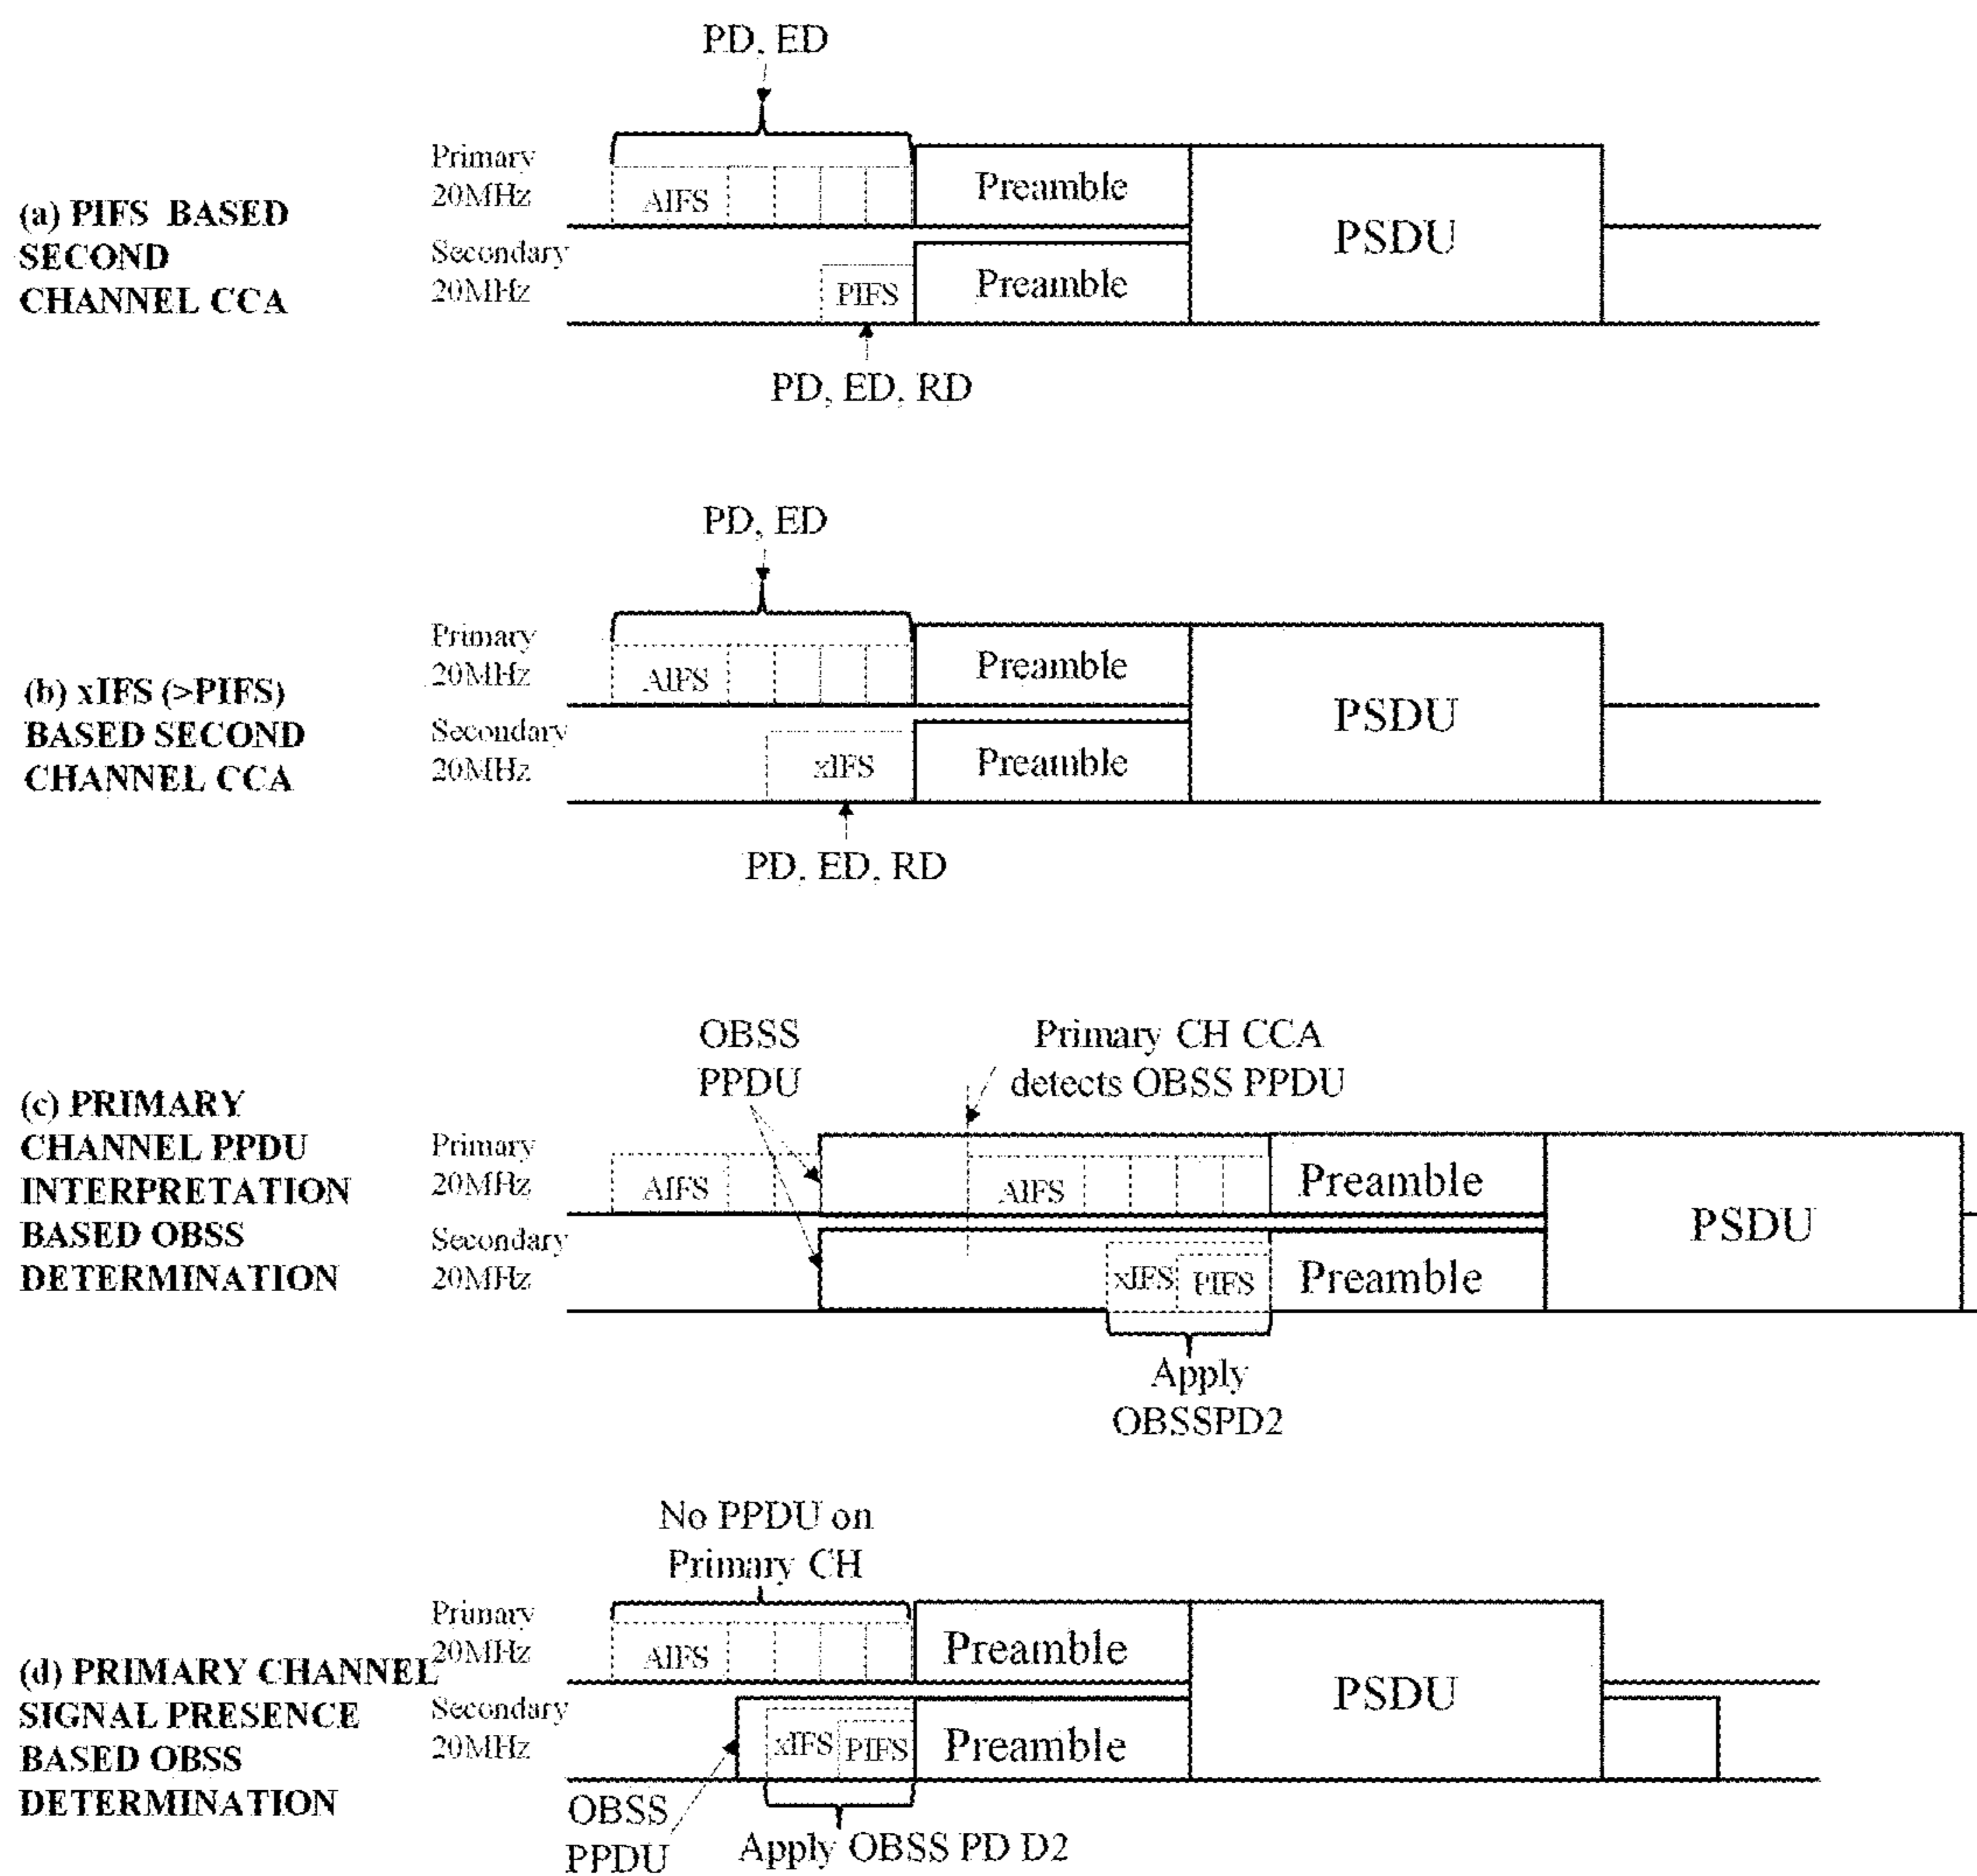 PD, ED
Primary
20MHz
AIFS
Preamble
PSDU
(a) PIFS BASED
SECOND
CHANNEL CCA
Secondary
20MHz
PIFS
Preamble
PD, ED, RD
PD, ED
Primary
20MHz
AIFS
Preamble
PSDU
(b) xIFS (>PIFS)
BASED SECOND
CHANNEL CCA
Secondary
20MHz
xIFS
Preamble
PD, ED, RD
OBSS
PPDU
Primary CH CCA
detects OBSS PPDU
(c) PRIMARY
CHANNEL PPDU
INTERPRETATION
BASED OBSS
DETERMINATION
Primary
20MHz
AIFS
AIFS
Preamble
PSDU
Secondary
20MHz
xIFS
PIFS
Preamble
Apply
OBSSPD2
No PPDU on
Primary CH
Primary
20MHz
AIFS
Preamble
PSDU
(d) PRIMARY CHANNEL
SIGNAL PRESENCE
BASED OBSS
DETERMINATION
Secondary
20MHz
xIFS
PIFS
Preamble
OBSS
PPDU
Apply OBSS PD D2